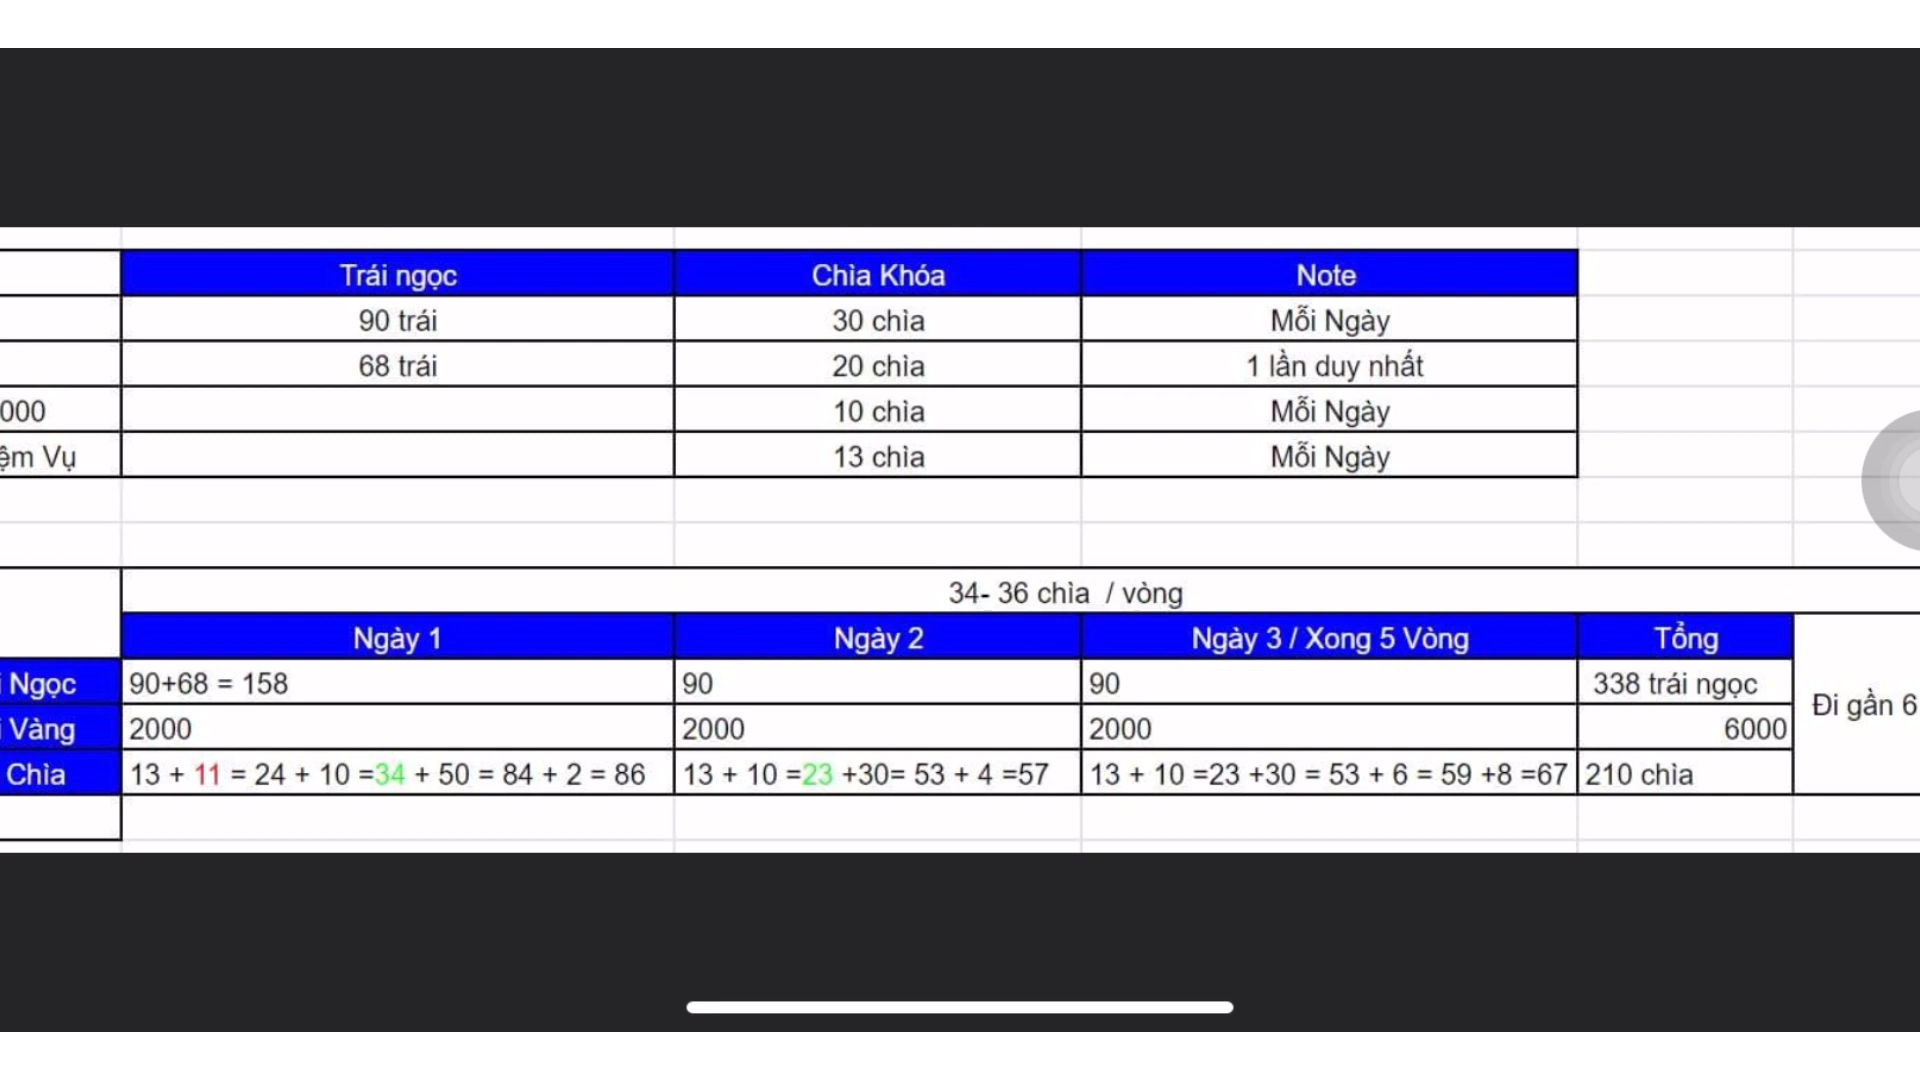 Trái ngọc Chìa Khóa Note
90 trái 30 chìa Mỗi Ngày
68 trái 20 chìa 1 lần duy nhất
000 10 chìa Mỗi Ngày
ệm Vụ 13 chìa Mỗi Ngày
34- 36 chìa / vòng
Ngày 1 Ngày 2 Ngày 3 / Xong 5 Vòng Tổng
i Ngọc 90+68 = 158 90 90 338 trái ngọc
Đi gần 6
i Vàng 2000 2000 2000 6000
Chìa 13 + 11 = 24 + 10 =34 + 50 = 84 + 2 = 86 13 + 10 =23 +30= 53 + 4 =57 13 + 10 =23 +30 = 53 + 6 = 59 +8 =67 210 chìa